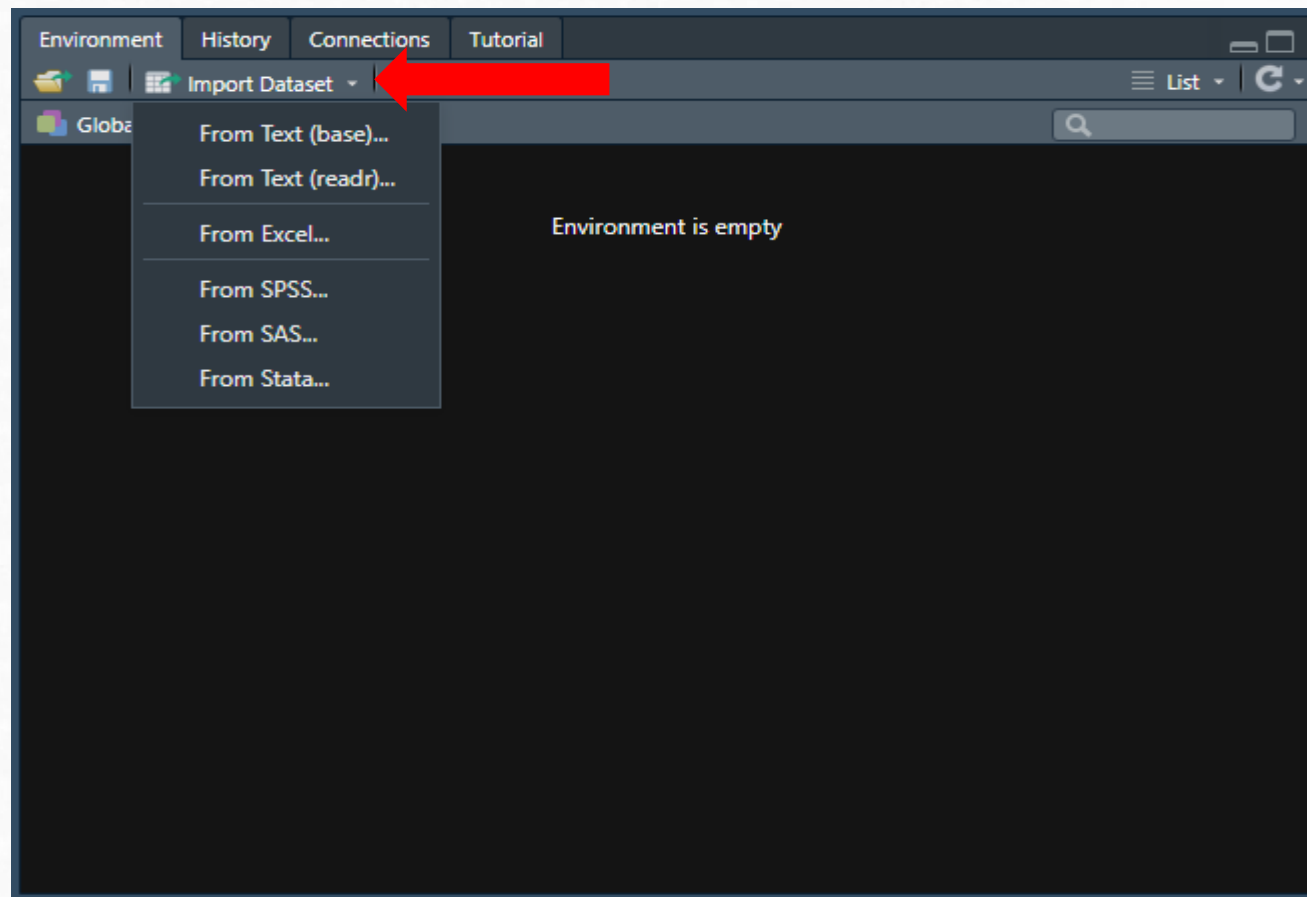 Environment History Connections Tutorial
Import Dataset List
From Text (base)...
From Text (readr)...
From Excel...
From SPSS...
From SAS...
From Stata...
Environment is empty